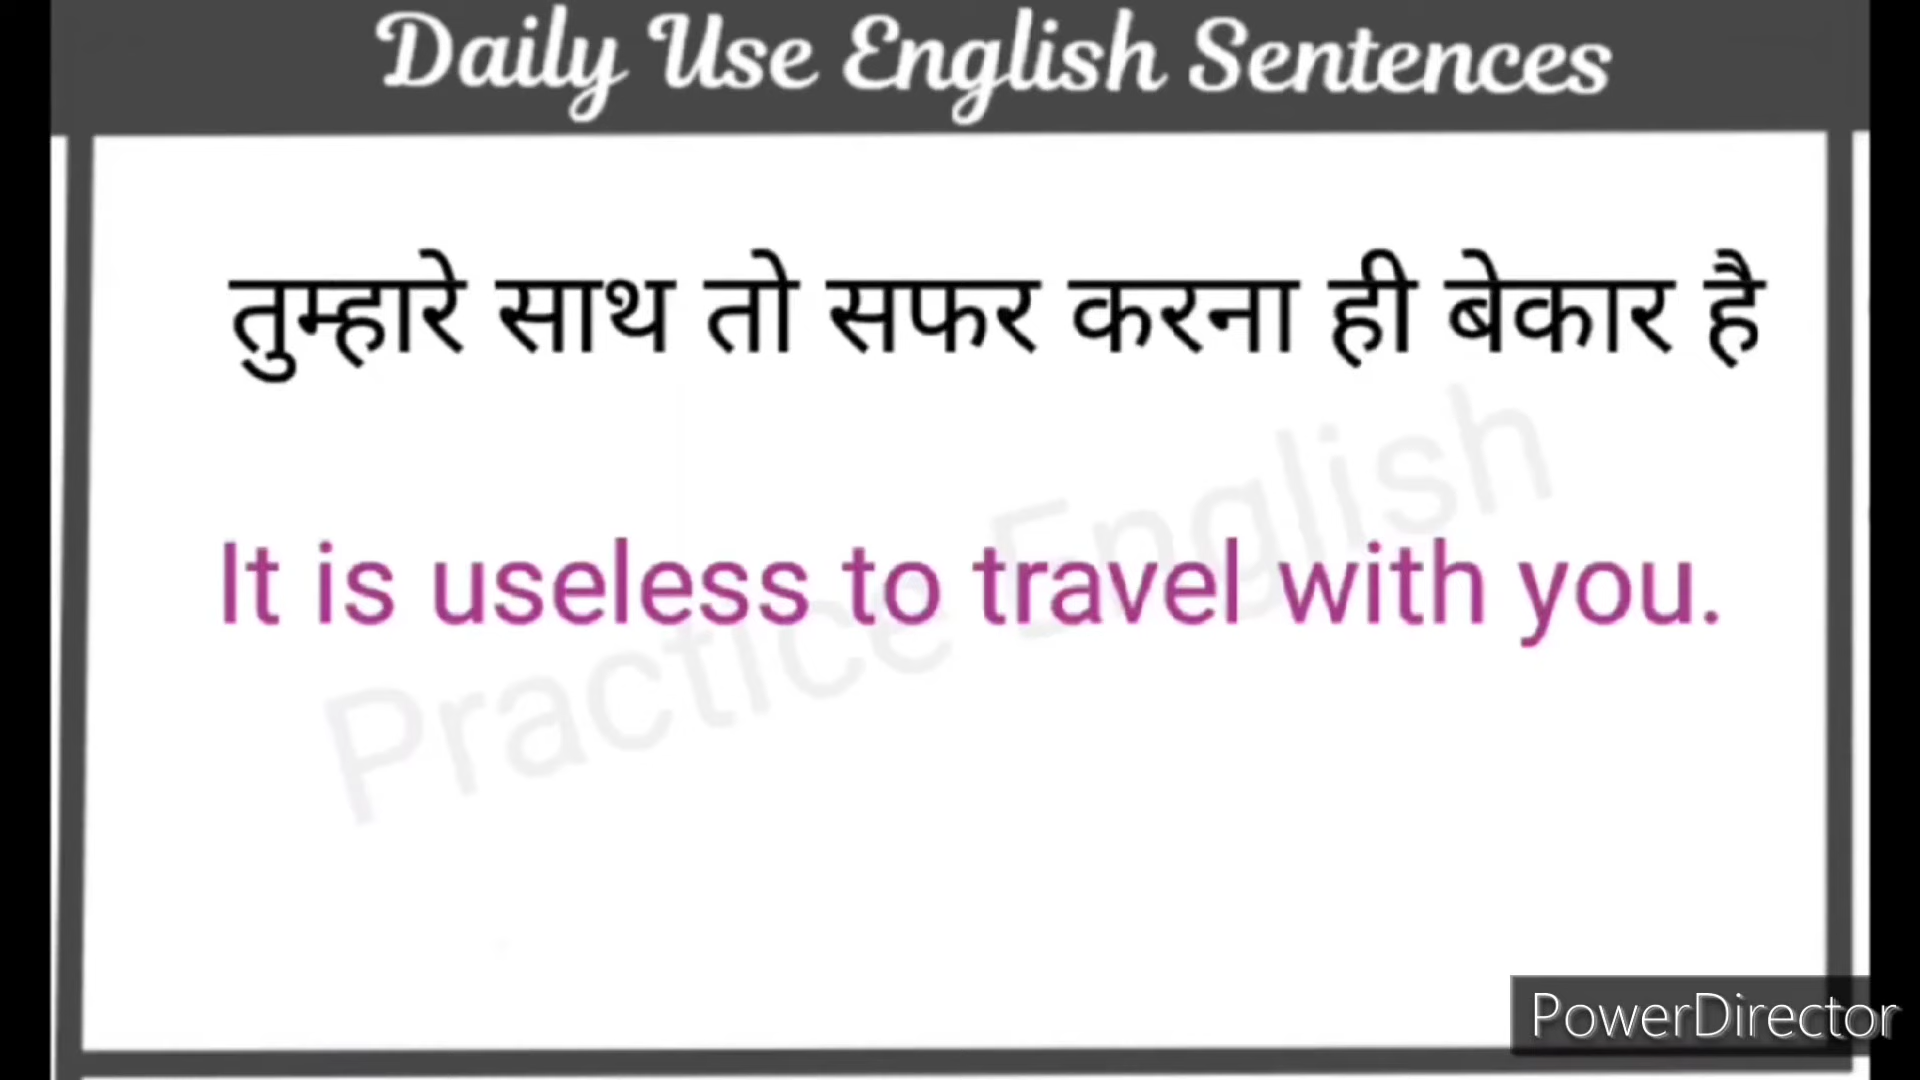 Daily Use English Sentences
तुम्हारे साथ तो सफर करना ही बेकार है
It is useless to travel with you.
Practice English
PowerDirector